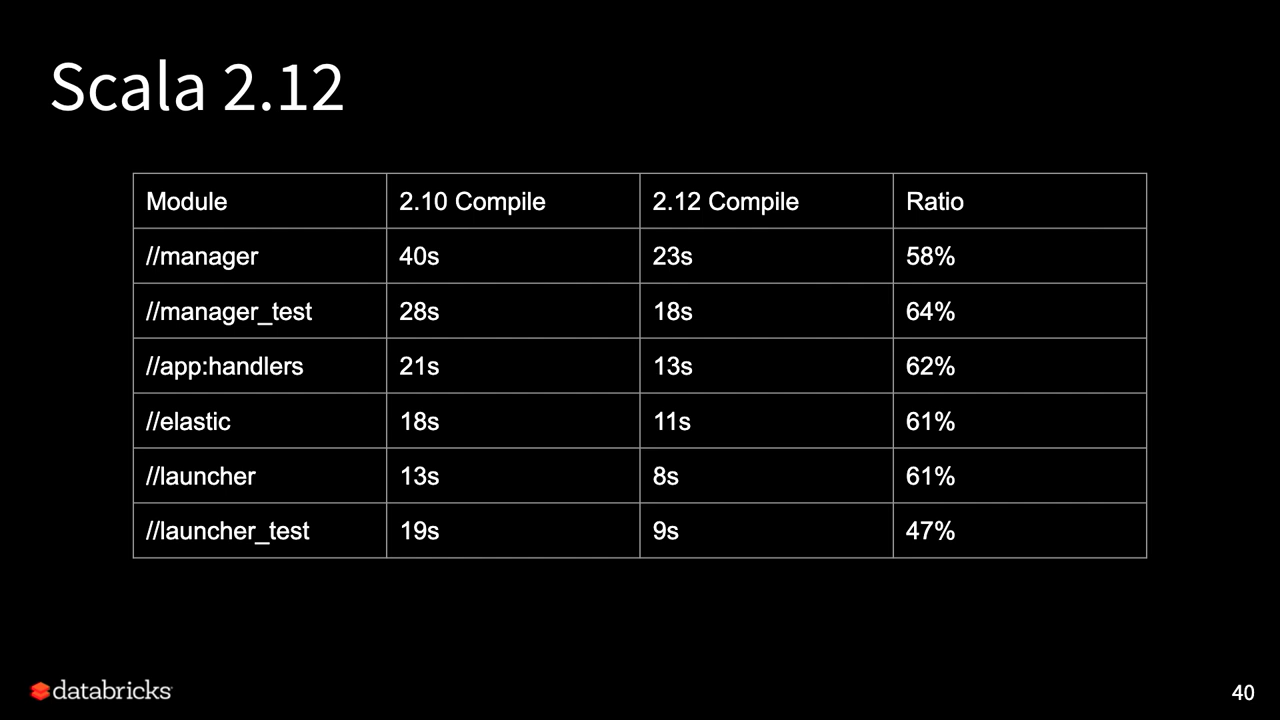 Scala 2.12
Module 2.10 Compile 2.12 Compile Ratio
//manager 40s 23s 58%
//manager_test 28s 18s 64%
//app:handlers 21s 13s 62%
//elastic 18s 11s 61%
//launcher 13s 8s 61%
//launcher_test 19s 9s 47%
databricks
40